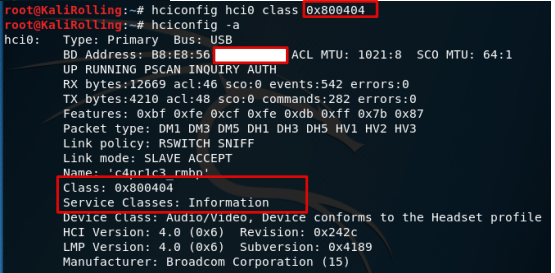 root@KaliRolling:~# hciconfig hci0 class 0x800404
root@KaliRolling:~# hciconfig -a
hci0: Type: Primary Bus: USB
BD Address: B8:E8:56 ACL MTU: 1021:8 SCO MTU: 64:1
UP RUNNING PSCAN INQUIRY AUTH
RX bytes:12669 acl:46 sco:0 events:542 errors:0
TX bytes:4210 acl:48 sco:0 commands:282 errors:0
Features: 0xbf 0xfe 0xcf 0xfe 0xdb 0xff 0x7b 0x87
Packet type: DM1 DM3 DM5 DH1 DH3 DH5 HV1 HV2 HV3
Link policy: RSWITCH SNIFF
Link mode: SLAVE ACCEPT
Name: 'c4pr1c3_rmbp'
Class: 0x800404
Service Classes: Information
Device Class: Audio/Video, Device conforms to the Headset profile
HCI Version: 4.0 (0x6) Revision: 0x242c
LMP Version: 4.0 (0x6) Subversion: 0x4189
Manufacturer: Broadcom Corporation (15)